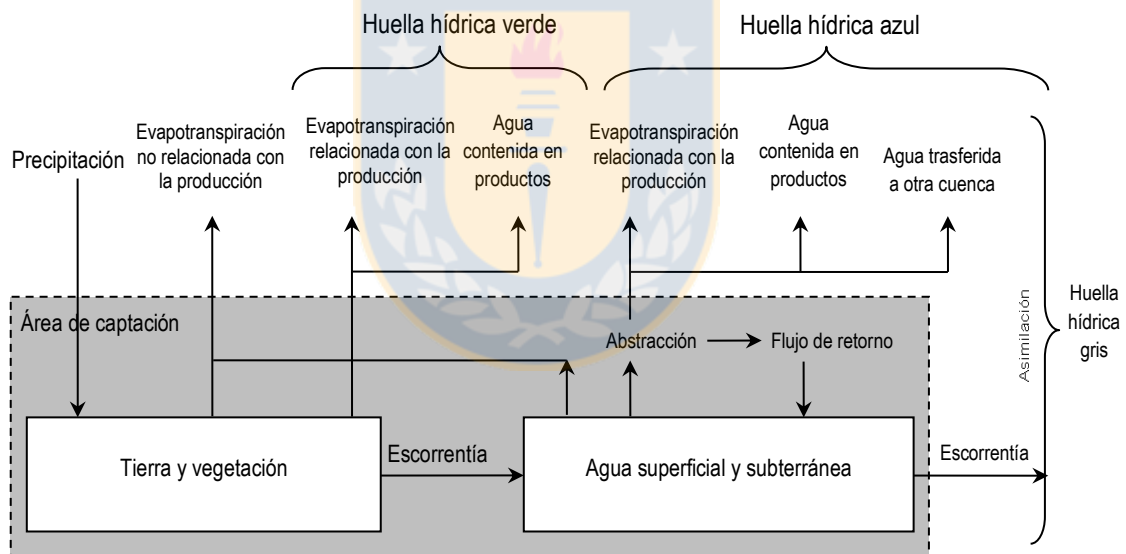 Huella hídrica verde
Huella hídrica azul
Precipitación
Evapotranspiración
no relacionada con
la producción
Evapotranspiración
relacionada con la
producción
Agua
contenida en
productos
Evapotranspiración
relacionada con la
producción
Agua
contenida en
productos
Agua trasferida
a otra cuenca
Área de captación
Abstracción
Flujo de retorno
Asimilación
Huella
hídrica
gris
Tierra y vegetación
Escorrentía
Agua superficial y subterránea
Escorrentía